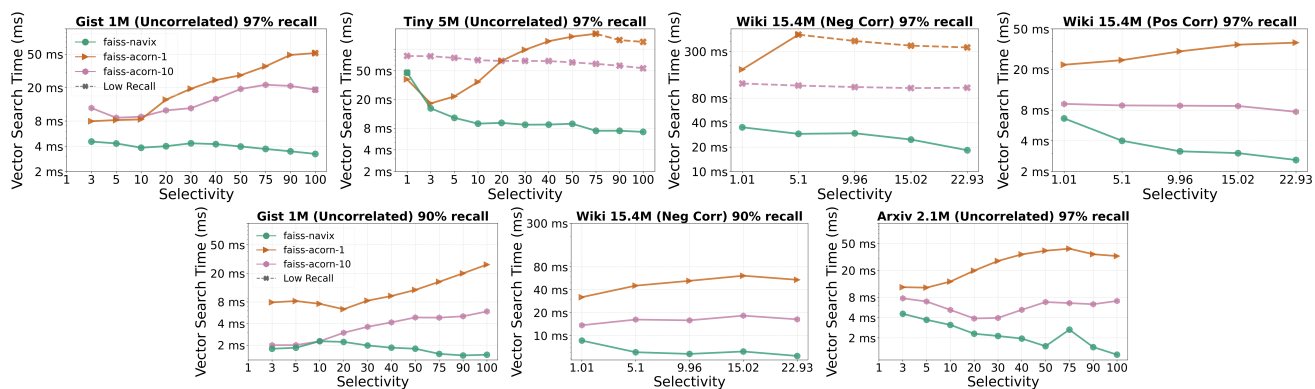 Gist 1M (Uncorrelated) 97% recall
Vector Search Time (ms)
50 ms
20 ms
8 ms
4 ms
2 ms
faiss-navix
faiss-acorn-1
faiss-acorn-10
Low Recall
1 3 5 10 20 30 40 50 75 90 100
Selectivity
Tiny 5M (Uncorrelated) 97% recall
Vector Search Time (ms)
50 ms
20 ms
8 ms
4 ms
2 ms
1 3 5 10 20 30 40 50 75 90 100
Selectivity
Wiki 15.4M (Neg Corr) 97% recall
Vector Search Time (ms)
300 ms
80 ms
40 ms
20 ms
10 ms
1.01 5.1 9.96 15.02 22.93
Selectivity
Wiki 15.4M (Pos Corr) 97% recall
Vector Search Time (ms)
50 ms
20 ms
8 ms
4 ms
2 ms
1.01 5.1 9.96 15.02 22.93
Selectivity
Gist 1M (Uncorrelated) 90% recall
Vector Search Time (ms)
50 ms
20 ms
8 ms
4 ms
2 ms
faiss-navix
faiss-acorn-1
faiss-acorn-10
Low Recall
1 3 5 10 20 30 40 50 75 90 100
Selectivity
Wiki 15.4M (Neg Corr) 90% recall
Vector Search Time (ms)
300 ms
80 ms
40 ms
20 ms
10 ms
1.01 5.1 9.96 15.02 22.93
Selectivity
Arxiv 2.1M (Uncorrelated) 97% recall
Vector Search Time (ms)
50 ms
20 ms
8 ms
4 ms
2 ms
1 3 5 10 20 30 40 50 75 90 100
Selectivity